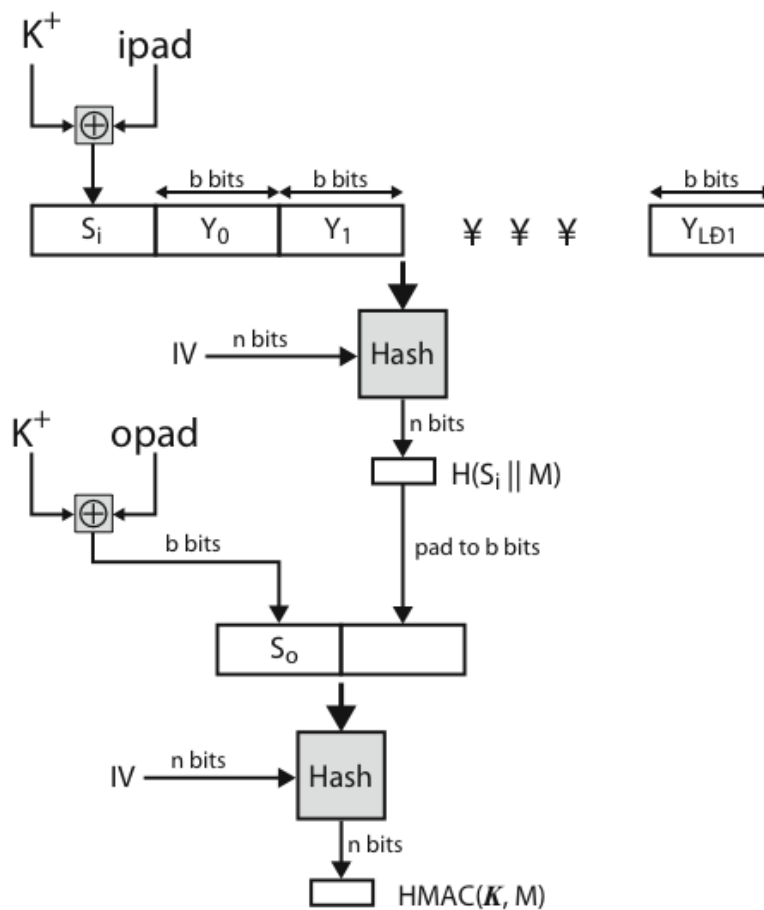 K+ ipad
b bits b bits b bits
Si Y0 Y1 ¥ ¥ ¥ YLÐ1
IV n bits Hash
n bits
K+ opad
H(Si || M)
b bits pad to b bits
So
IV n bits Hash
n bits
HMAC(K, M)